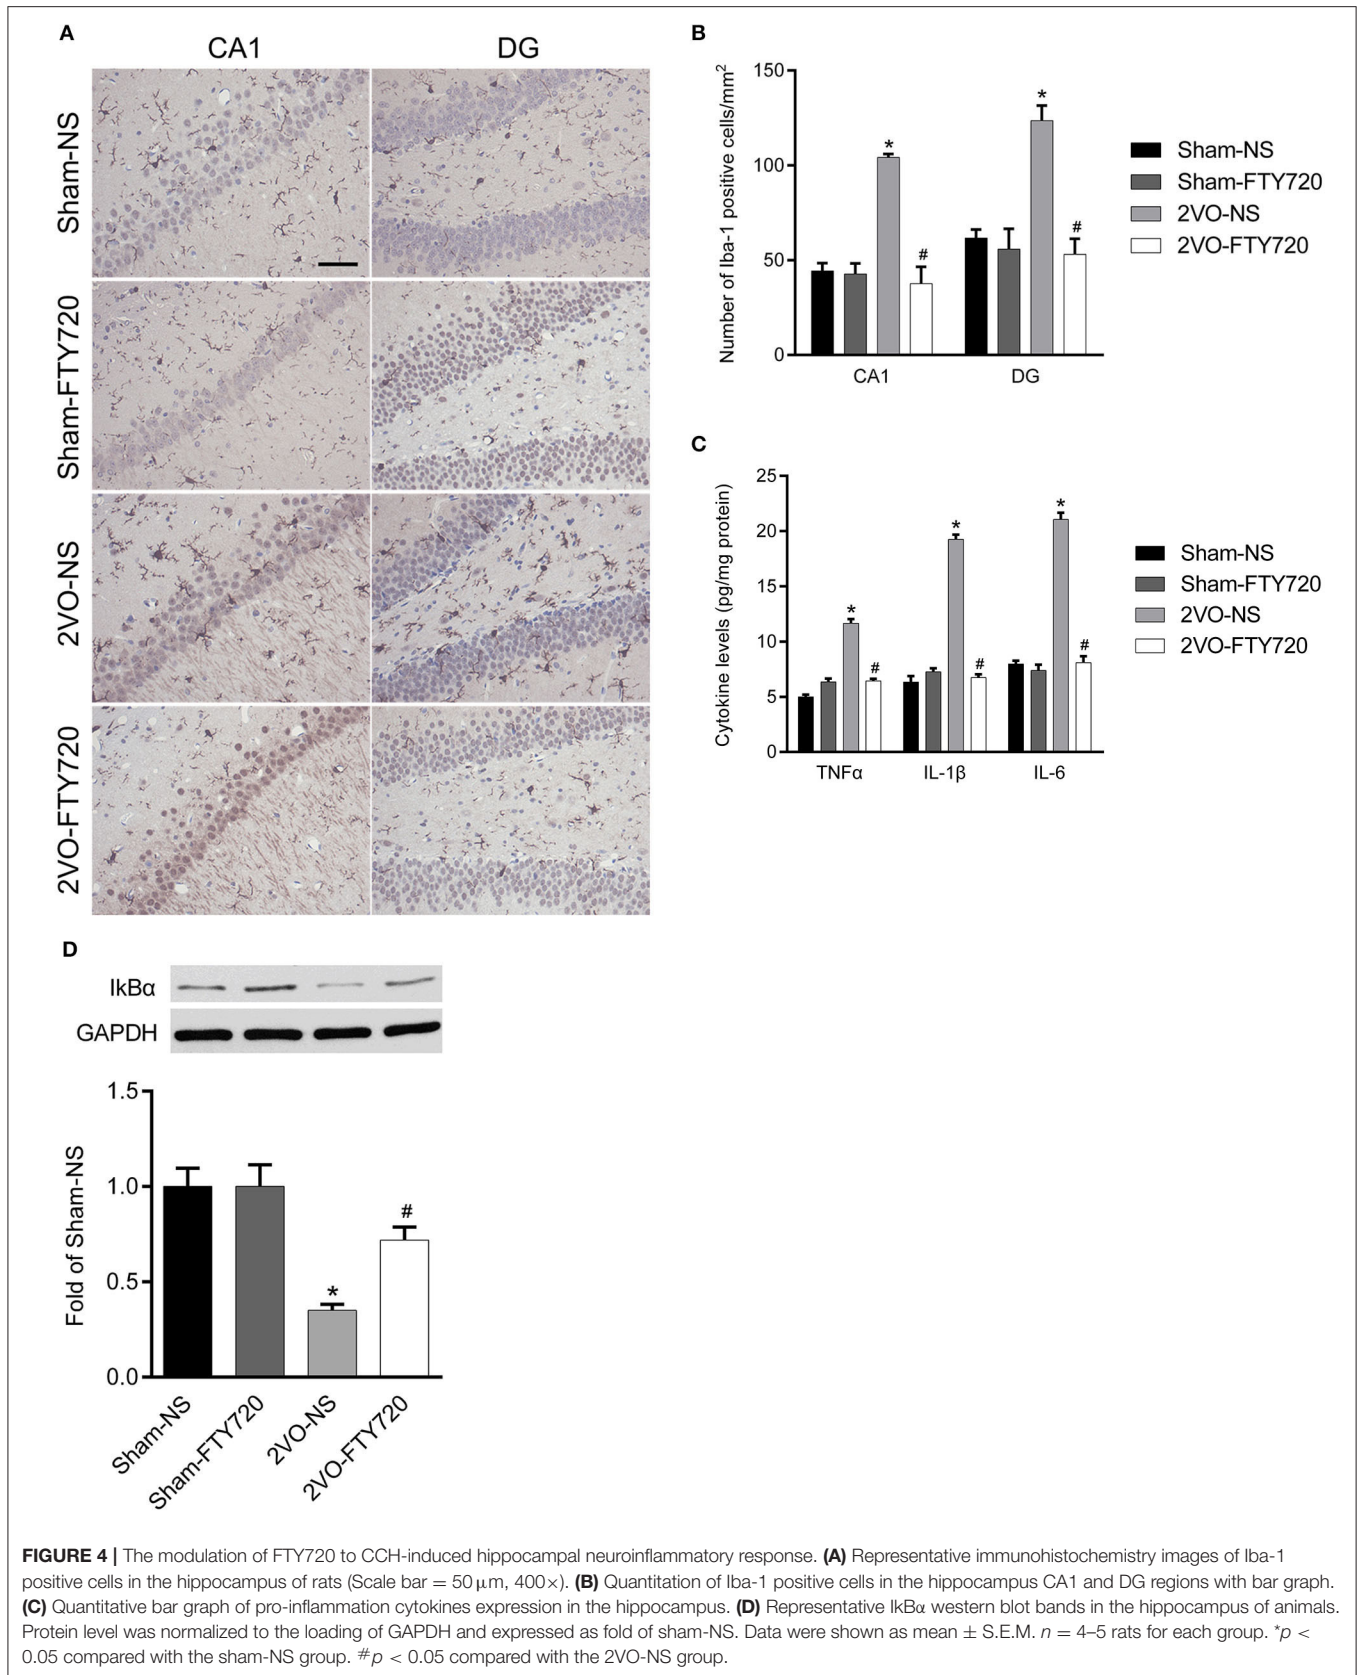 A
CA1 DG
Sham-NS
Sham-FTY720
2VO-NS
2VO-FTY720
B
Number of Iba-1 positive cells/mm²
150
100
50
0
*
#
*
#
CA1 DG
Sham-NS
Sham-FTY720
2VO-NS
2VO-FTY720
C
Cytokine levels (pg/mg protein)
25
20
15
10
5
0
*
#
*
#
*
#
TNFα IL-1β IL-6
Sham-NS
Sham-FTY720
2VO-NS
2VO-FTY720
D
IkBα
GAPDH
Fold of Sham-NS
1.5
1.0
0.5
0.0
*
#
Sham-NS
Sham-FTY720
2VO-NS
2VO-FTY720
FIGURE 4 | The modulation of FTY720 to CCH-induced hippocampal neuroinflammatory response. (A) Representative immunohistochemistry images of Iba-1
positive cells in the hippocampus of rats (Scale bar = 50 μm, 400×). (B) Quantitation of Iba-1 positive cells in the hippocampus CA1 and DG regions with bar graph.
(C) Quantitative bar graph of pro-inflammation cytokines expression in the hippocampus. (D) Representative IkBα western blot bands in the hippocampus of animals.
Protein level was normalized to the loading of GAPDH and expressed as fold of sham-NS. Data were shown as mean ± S.E.M. n = 4–5 rats for each group. *p <
0.05 compared with the sham-NS group. #p < 0.05 compared with the 2VO-NS group.